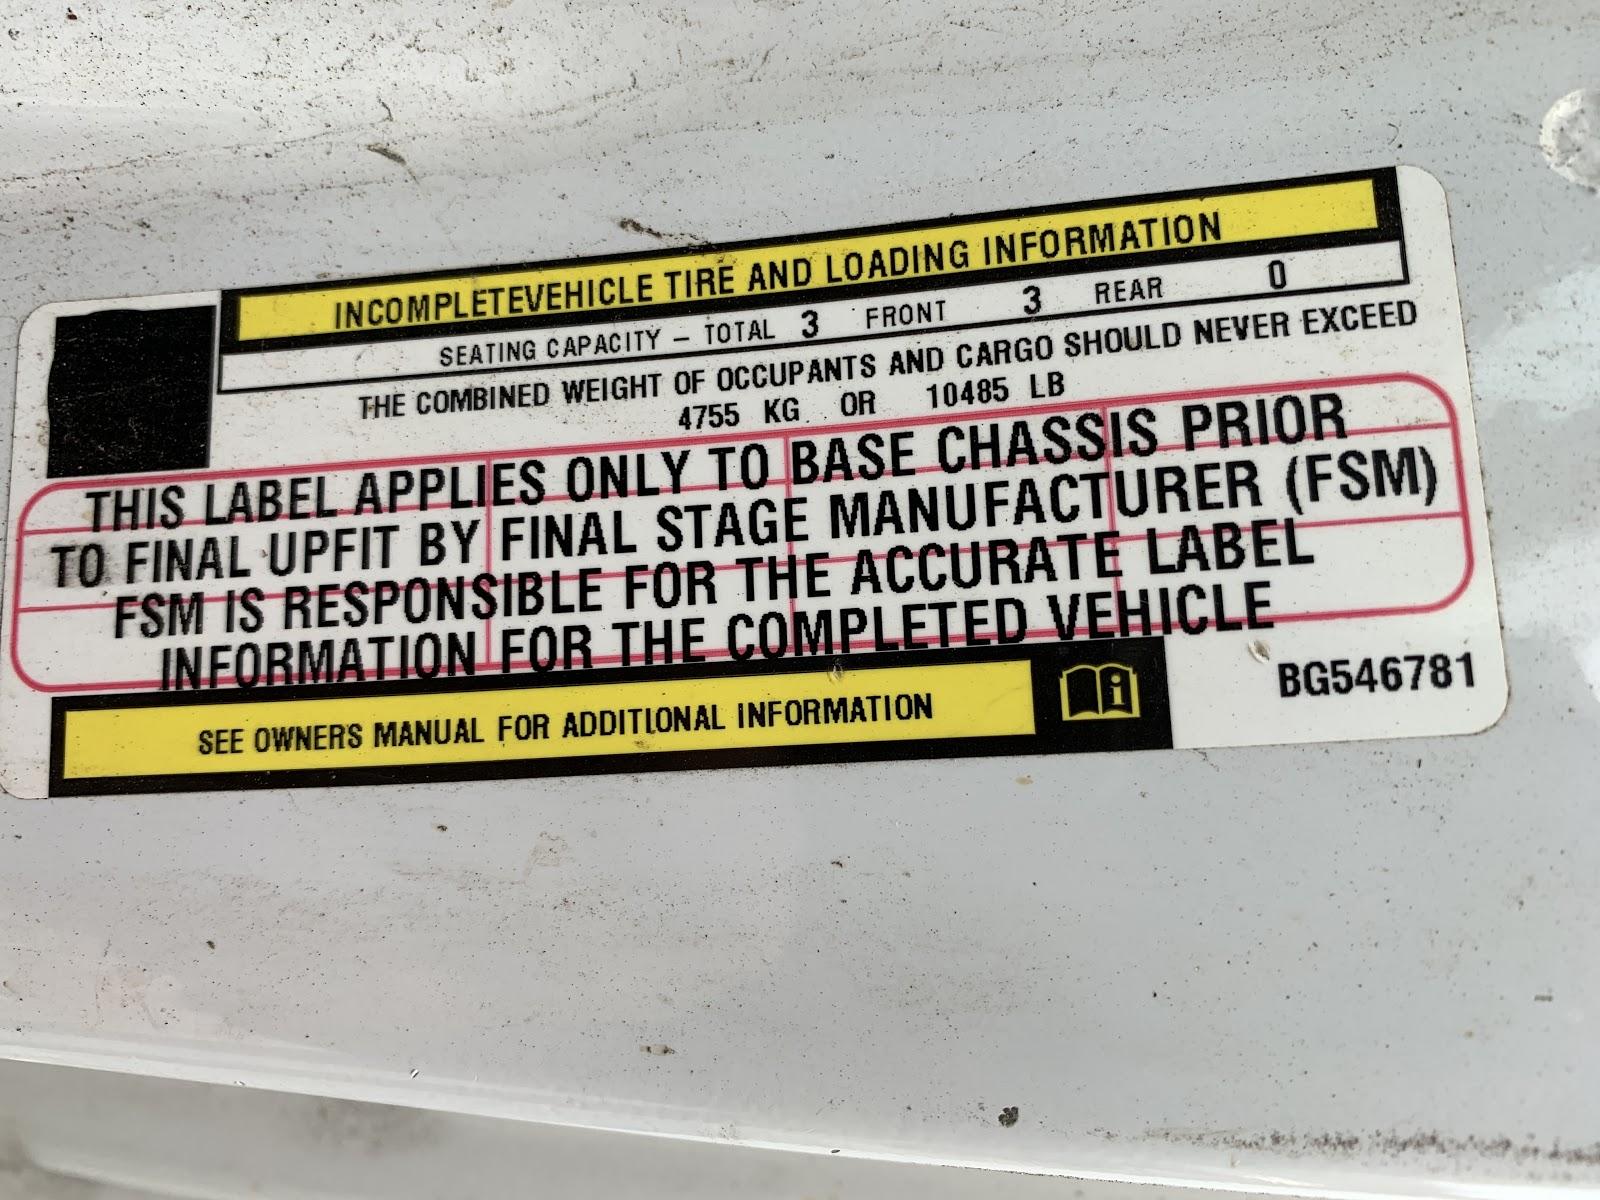 INCOMPLETEVEHICLE TIRE AND LOADING INFORMATION
SEATING CAPACITY – TOTAL 3 FRONT 3 REAR 0
THE COMBINED WEIGHT OF OCCUPANTS AND CARGO SHOULD NEVER EXCEED
4755 KG OR 10485 LB
THIS LABEL APPLIES ONLY TO BASE CHASSIS PRIOR
TO FINAL UPFIT BY FINAL STAGE MANUFACTURER (FSM)
FSM IS RESPONSIBLE FOR THE ACCURATE LABEL
INFORMATION FOR THE COMPLETED VEHICLE
SEE OWNERS MANUAL FOR ADDITIONAL INFORMATION
BG546781